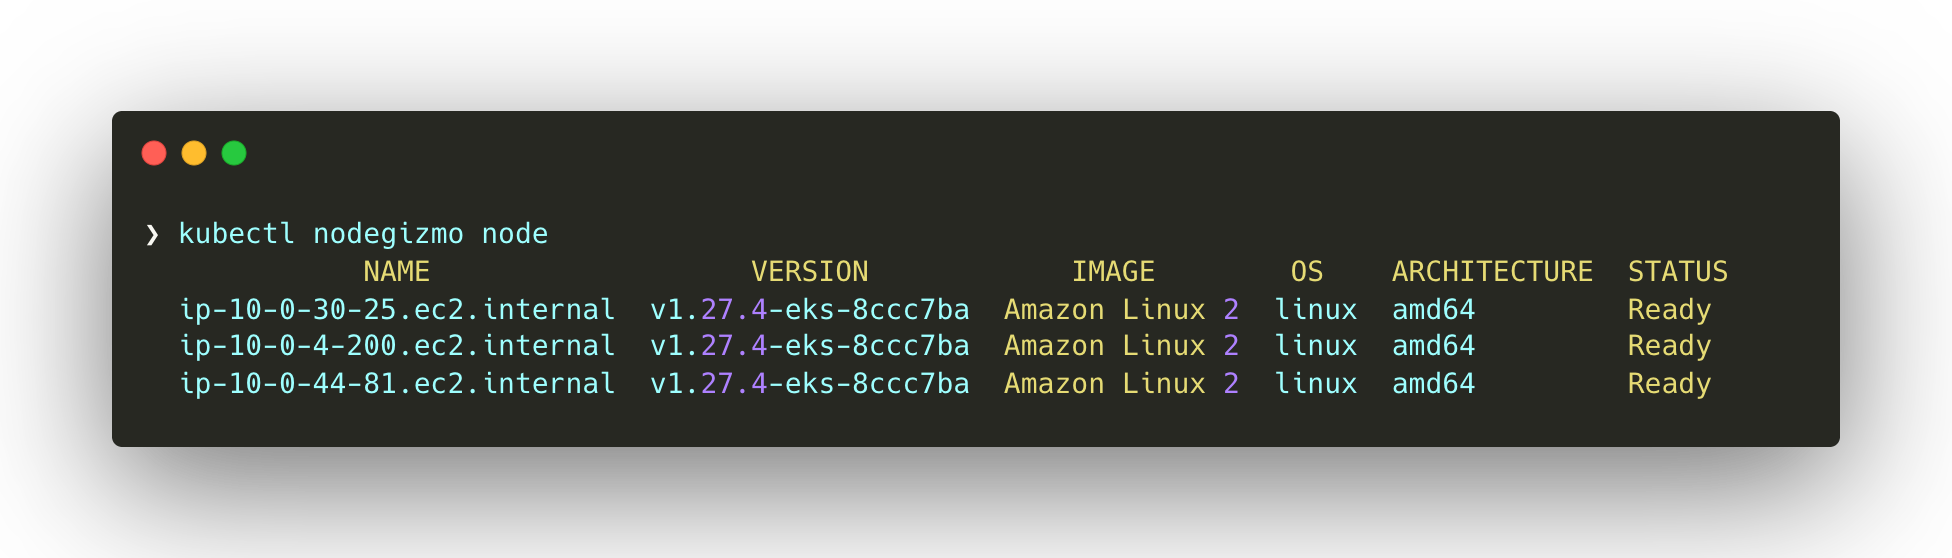 ❯ kubectl nodegizmo node
NAME VERSION IMAGE OS ARCHITECTURE STATUS
ip-10-0-30-25.ec2.internal v1.27.4-eks-8ccc7ba Amazon Linux 2 linux amd64 Ready
ip-10-0-4-200.ec2.internal v1.27.4-eks-8ccc7ba Amazon Linux 2 linux amd64 Ready
ip-10-0-44-81.ec2.internal v1.27.4-eks-8ccc7ba Amazon Linux 2 linux amd64 Ready